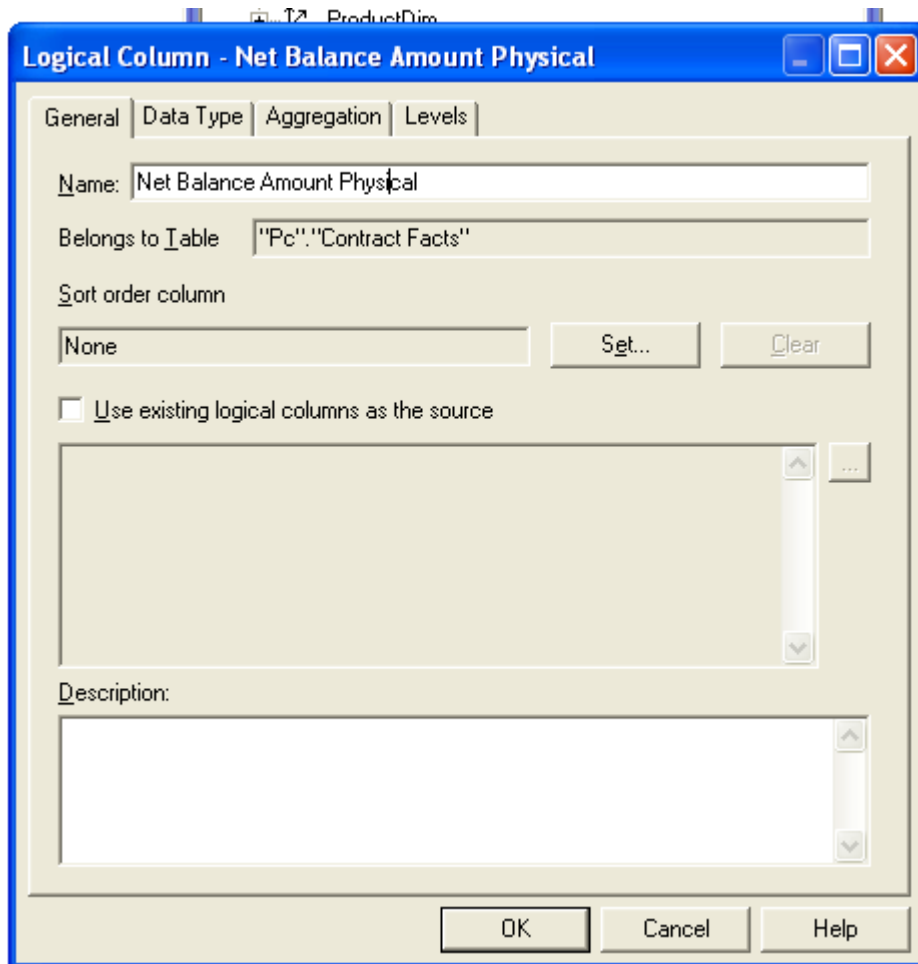 ProductDim
Logical Column - Net Balance Amount Physical
General Data Type Aggregation Levels
Name: Net Balance Amount Physical
Belongs to Table "Pc"."Contract Facts"
Sort order column
None Set... Clear
Use existing logical columns as the source
...
Description:
OK Cancel Help